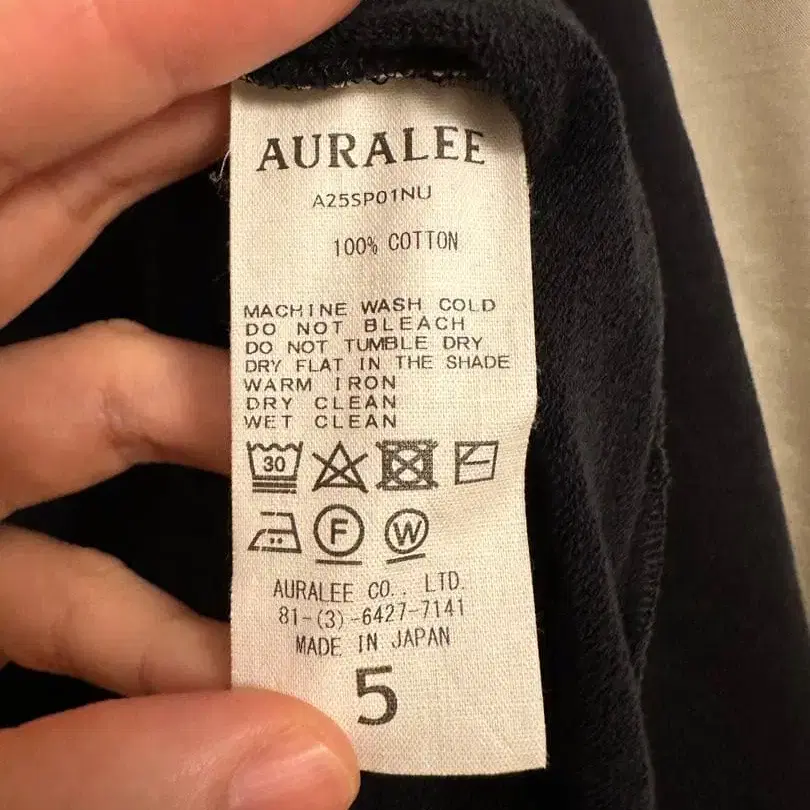 AURALEE
A25SP01NU
100% COTTON
MACHINE WASH COLD
DO NOT BLEACH
DO NOT TUMBLE DRY
DRY FLAT IN THE SHADE
WARM IRON
DRY CLEAN
WET CLEAN
30
F W
AURALEE CO., LTD.
81-(3)-6427-7141
MADE IN JAPAN
5